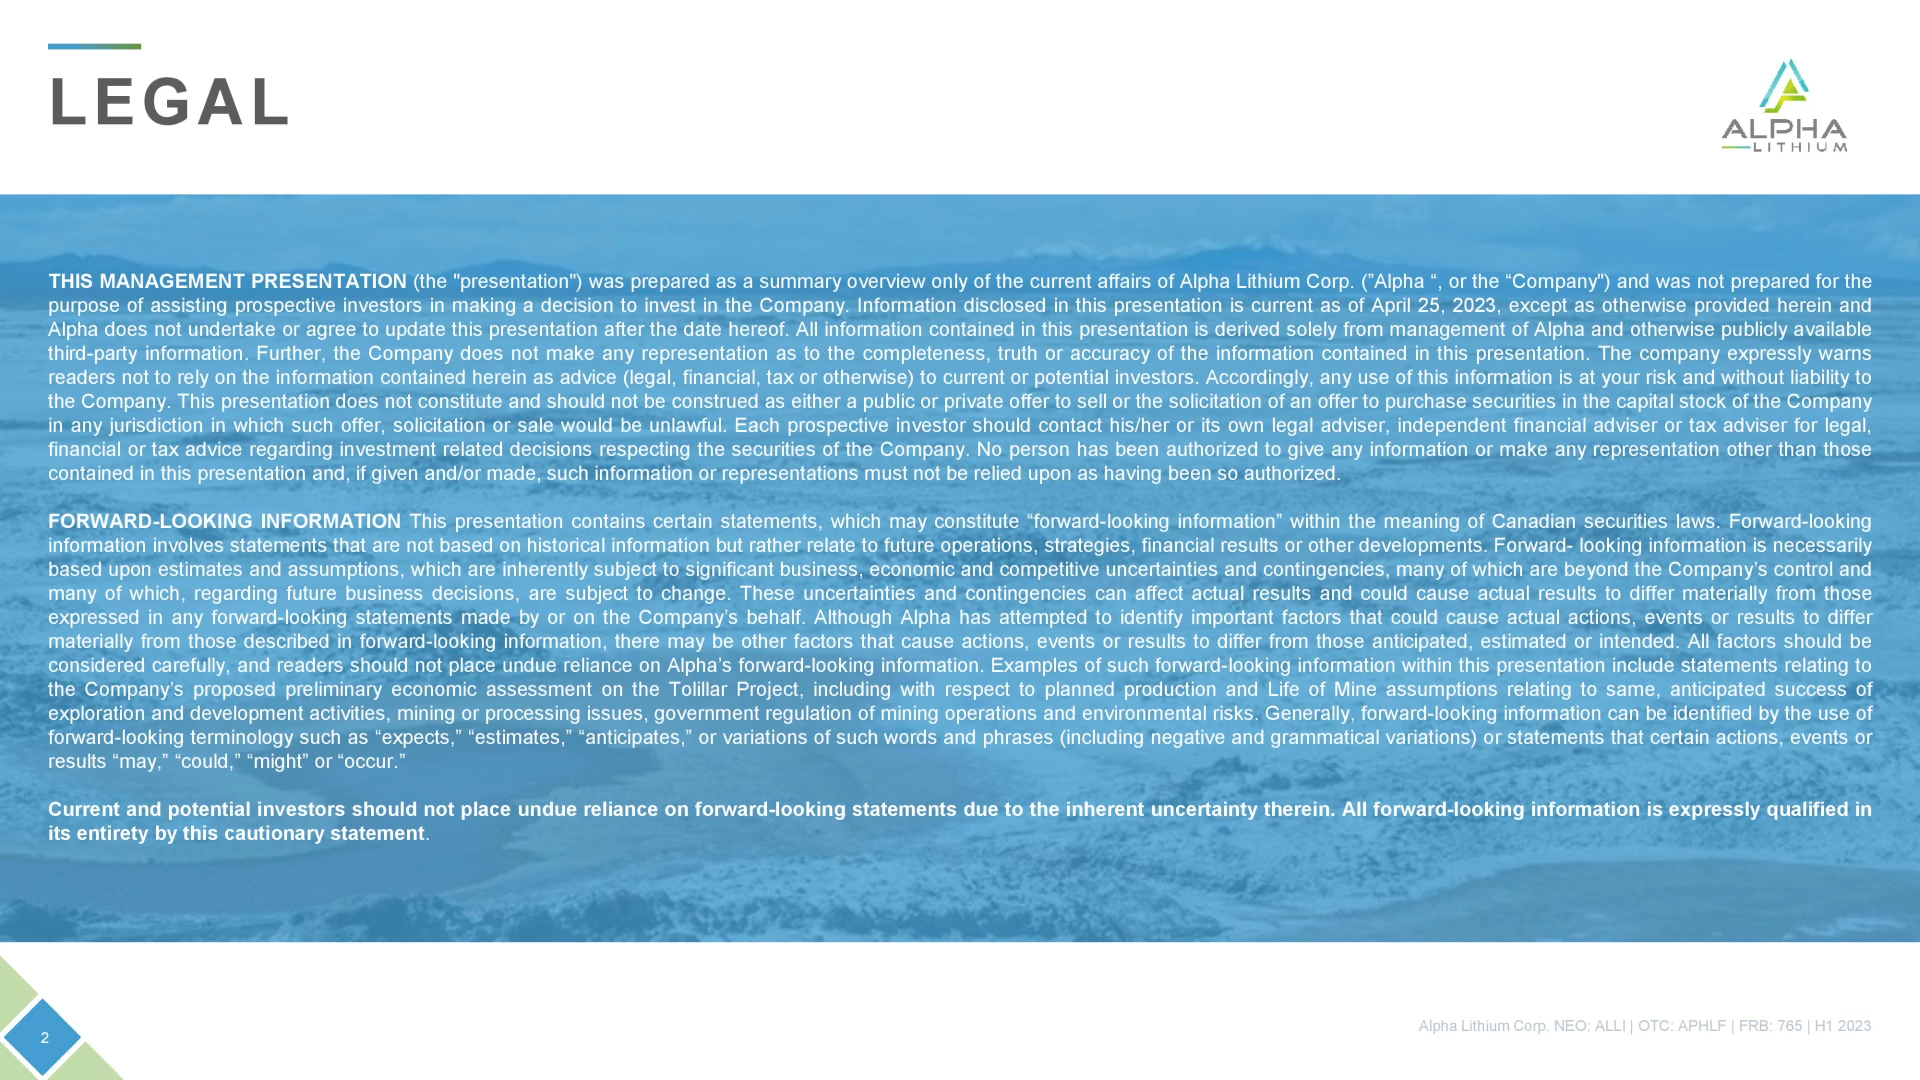 LEGAL
ALPHA
LITHIUM
THIS MANAGEMENT PRESENTATION (the "presentation") was prepared as a summary overview only of the current affairs of Alpha Lithium Corp. (”Alpha “, or the “Company") and was not prepared for the
purpose of assisting prospective investors in making a decision to invest in the Company. Information disclosed in this presentation is current as of April 25, 2023, except as otherwise provided herein and
Alpha does not undertake or agree to update this presentation after the date hereof. All information contained in this presentation is derived solely from management of Alpha and otherwise publicly available
third-party information. Further, the Company does not make any representation as to the completeness, truth or accuracy of the information contained in this presentation. The company expressly warns
readers not to rely on the information contained herein as advice (legal, financial, tax or otherwise) to current or potential investors. Accordingly, any use of this information is at your risk and without liability to
the Company. This presentation does not constitute and should not be construed as either a public or private offer to sell or the solicitation of an offer to purchase securities in the capital stock of the Company
in any jurisdiction in which such offer, solicitation or sale would be unlawful. Each prospective investor should contact his/her or its own legal adviser, independent financial adviser or tax adviser for legal,
financial or tax advice regarding investment related decisions respecting the securities of the Company. No person has been authorized to give any information or make any representation other than those
contained in this presentation and, if given and/or made, such information or representations must not be relied upon as having been so authorized.
FORWARD-LOOKING INFORMATION This presentation contains certain statements, which may constitute “forward-looking information” within the meaning of Canadian securities laws. Forward-looking
information involves statements that are not based on historical information but rather relate to future operations, strategies, financial results or other developments. Forward- looking information is necessarily
based upon estimates and assumptions, which are inherently subject to significant business, economic and competitive uncertainties and contingencies, many of which are beyond the Company’s control and
many of which, regarding future business decisions, are subject to change. These uncertainties and contingencies can affect actual results and could cause actual results to differ materially from those
expressed in any forward-looking statements made by or on the Company’s behalf. Although Alpha has attempted to identify important factors that could cause actual actions, events or results to differ
materially from those described in forward-looking information, there may be other factors that cause actions, events or results to differ from those anticipated, estimated or intended. All factors should be
considered carefully, and readers should not place undue reliance on Alpha’s forward-looking information. Examples of such forward-looking information within this presentation include statements relating to
the Company’s proposed preliminary economic assessment on the Tolillar Project, including with respect to planned production and Life of Mine assumptions relating to same, anticipated success of
exploration and development activities, mining or processing issues, government regulation of mining operations and environmental risks. Generally, forward-looking information can be identified by the use of
forward-looking terminology such as “expects,” “estimates,” “anticipates,” or variations of such words and phrases (including negative and grammatical variations) or statements that certain actions, events or
results “may,” “could,” “might” or “occur.”
Current and potential investors should not place undue reliance on forward-looking statements due to the inherent uncertainty therein. All forward-looking information is expressly qualified in
its entirety by this cautionary statement.
2
Alpha Lithium Corp. NEO: ALLI | OTC: APHLF | FRB: 765 | H1 2023